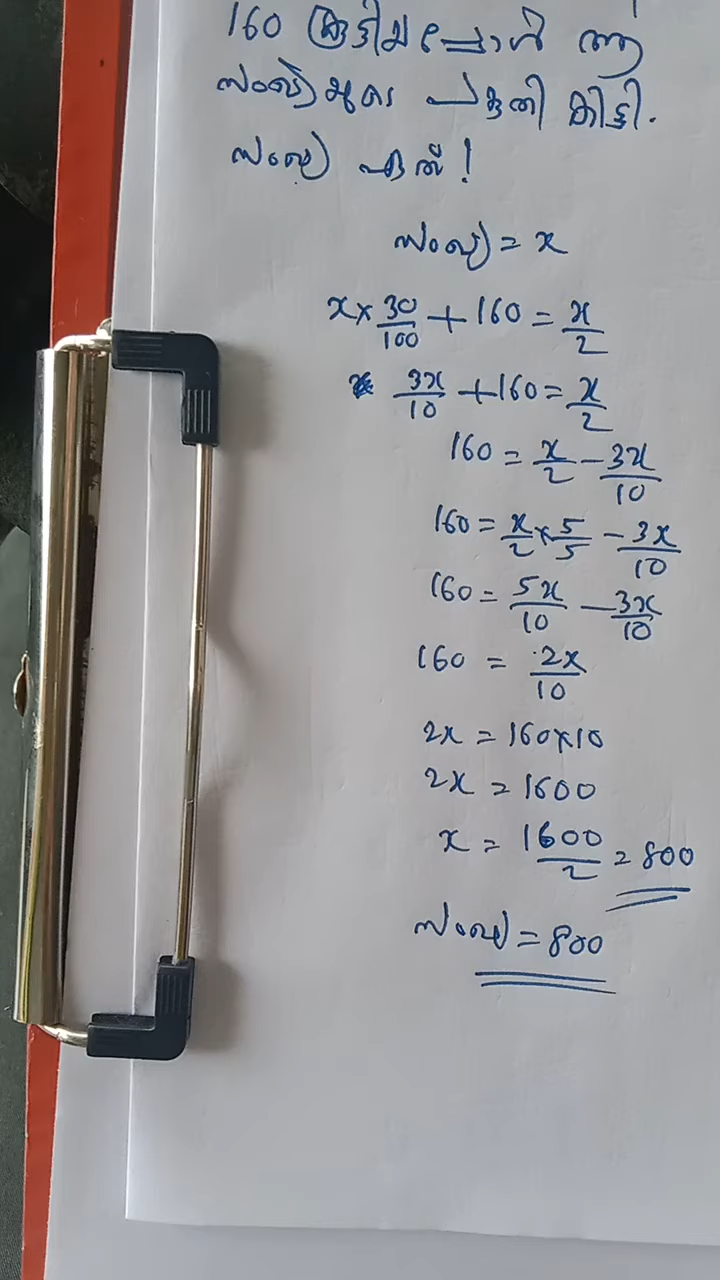 160 കൂട്ടിയപ്പോൾ ആ
സംഖ്യയുടെ പകുതി കിട്ടി.
സംഖ്യ ഏത്!
സംഖ്യ = x
x × 30/100 + 160 = x/2
3x/10 + 160 = x/2
160 = x/2 - 3x/10
160 = x/2 × 5/5 - 3x/10
160 = 5x/10 - 3x/10
160 = 2x/10
2x = 160×10
2x = 1600
x = 1600/2 = 800
സംഖ്യ = 800